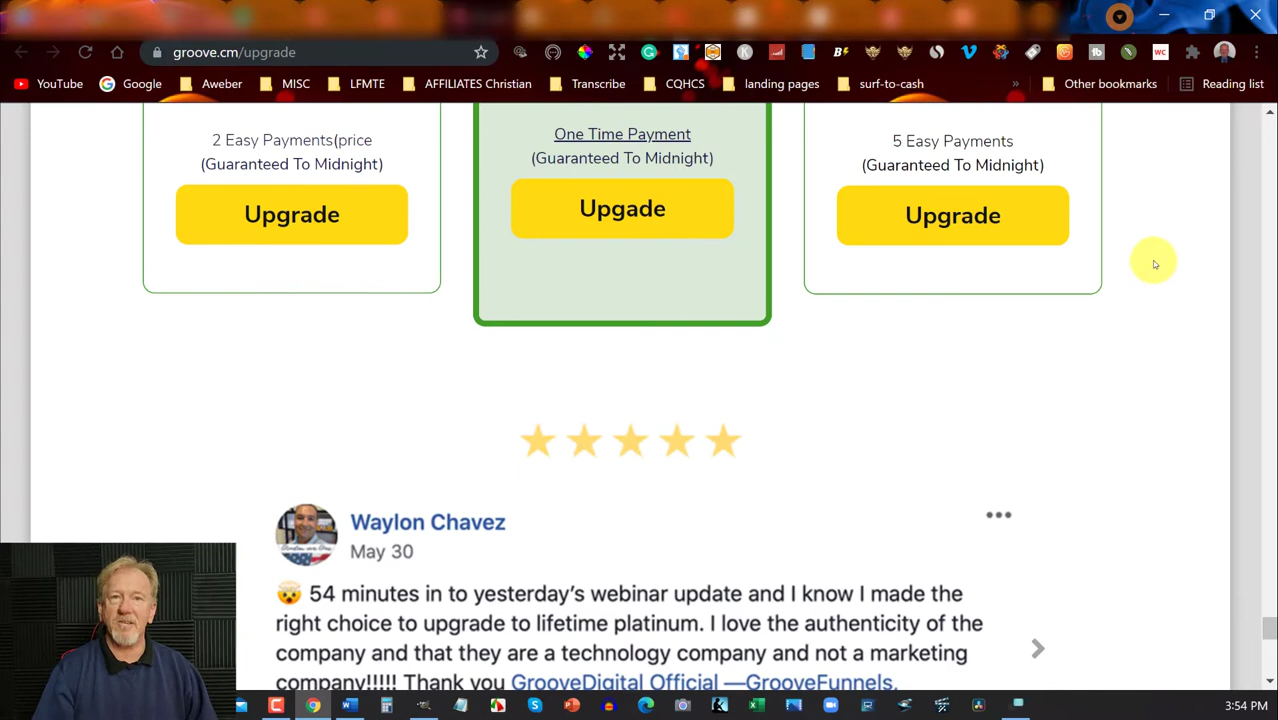 groove.cm/upgrade
YouTube Google Aweber MISC LFMTE AFFILIATES Christian Transcribe CQHCS landing pages surf-to-cash » Other bookmarks Reading list
2 Easy Payments(price
(Guaranteed To Midnight)
Upgrade
One Time Payment
(Guaranteed To Midnight)
Upgade
5 Easy Payments
(Guaranteed To Midnight)
Upgrade
Waylon Chavez
May 30
🤯 54 minutes in to yesterday's webinar update and I know I made the
right choice to upgrade to lifetime platinum. I love the authenticity of the
company and that they are a technology company and not a marketing
company!!!!! Thank you GrooveDigital Official —GrooveFunnels.
3:54 PM